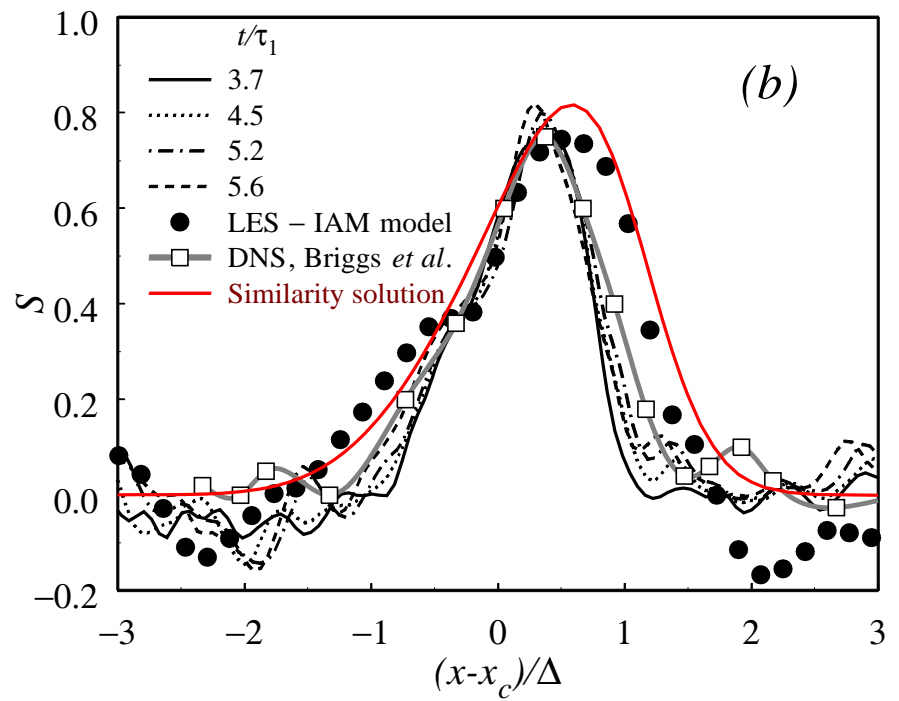 1.0
t/τ1
3.7
4.5
5.2
5.6
LES – IAM model
DNS, Briggs et al.
Similarity solution
(b)
0.8
0.6
0.4
0.2
0.0
−0.2
S
−3 −2 −1 0 1 2 3
(x-xc)/Δ